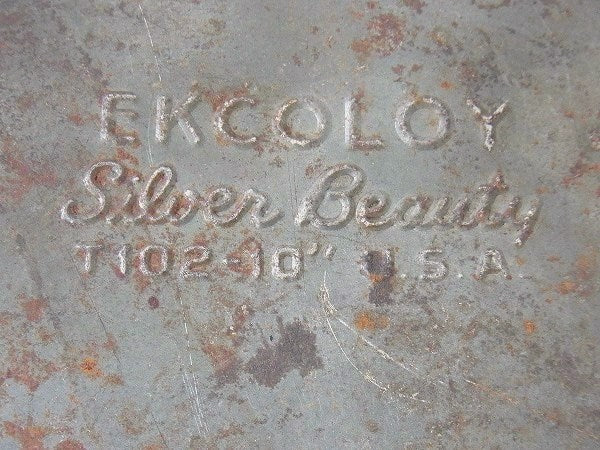 EKCOLOY
Silver Beauty
T102-10" U.S.A.